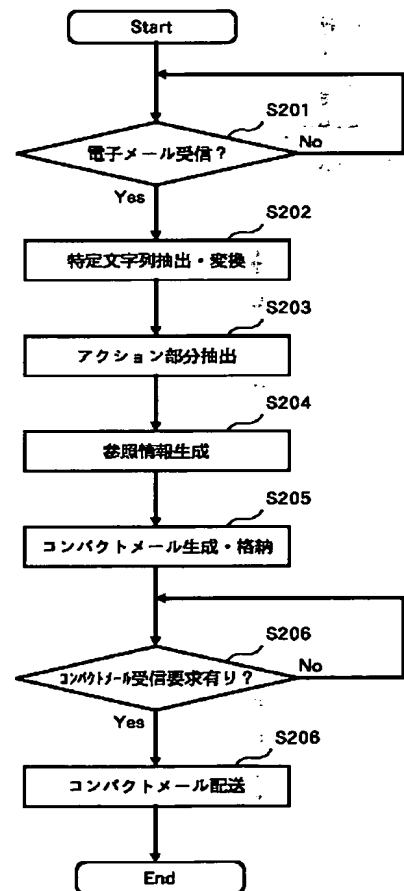 Start
S201
電子メール受信？
No
Yes
S202
特定文字列抽出・変換
S203
アクション部分抽出
S204
参照情報生成
S205
コンパクトメール生成・格納
S206
コンパクトメール受信要求有り？
No
Yes
S206
コンパクトメール配送
End